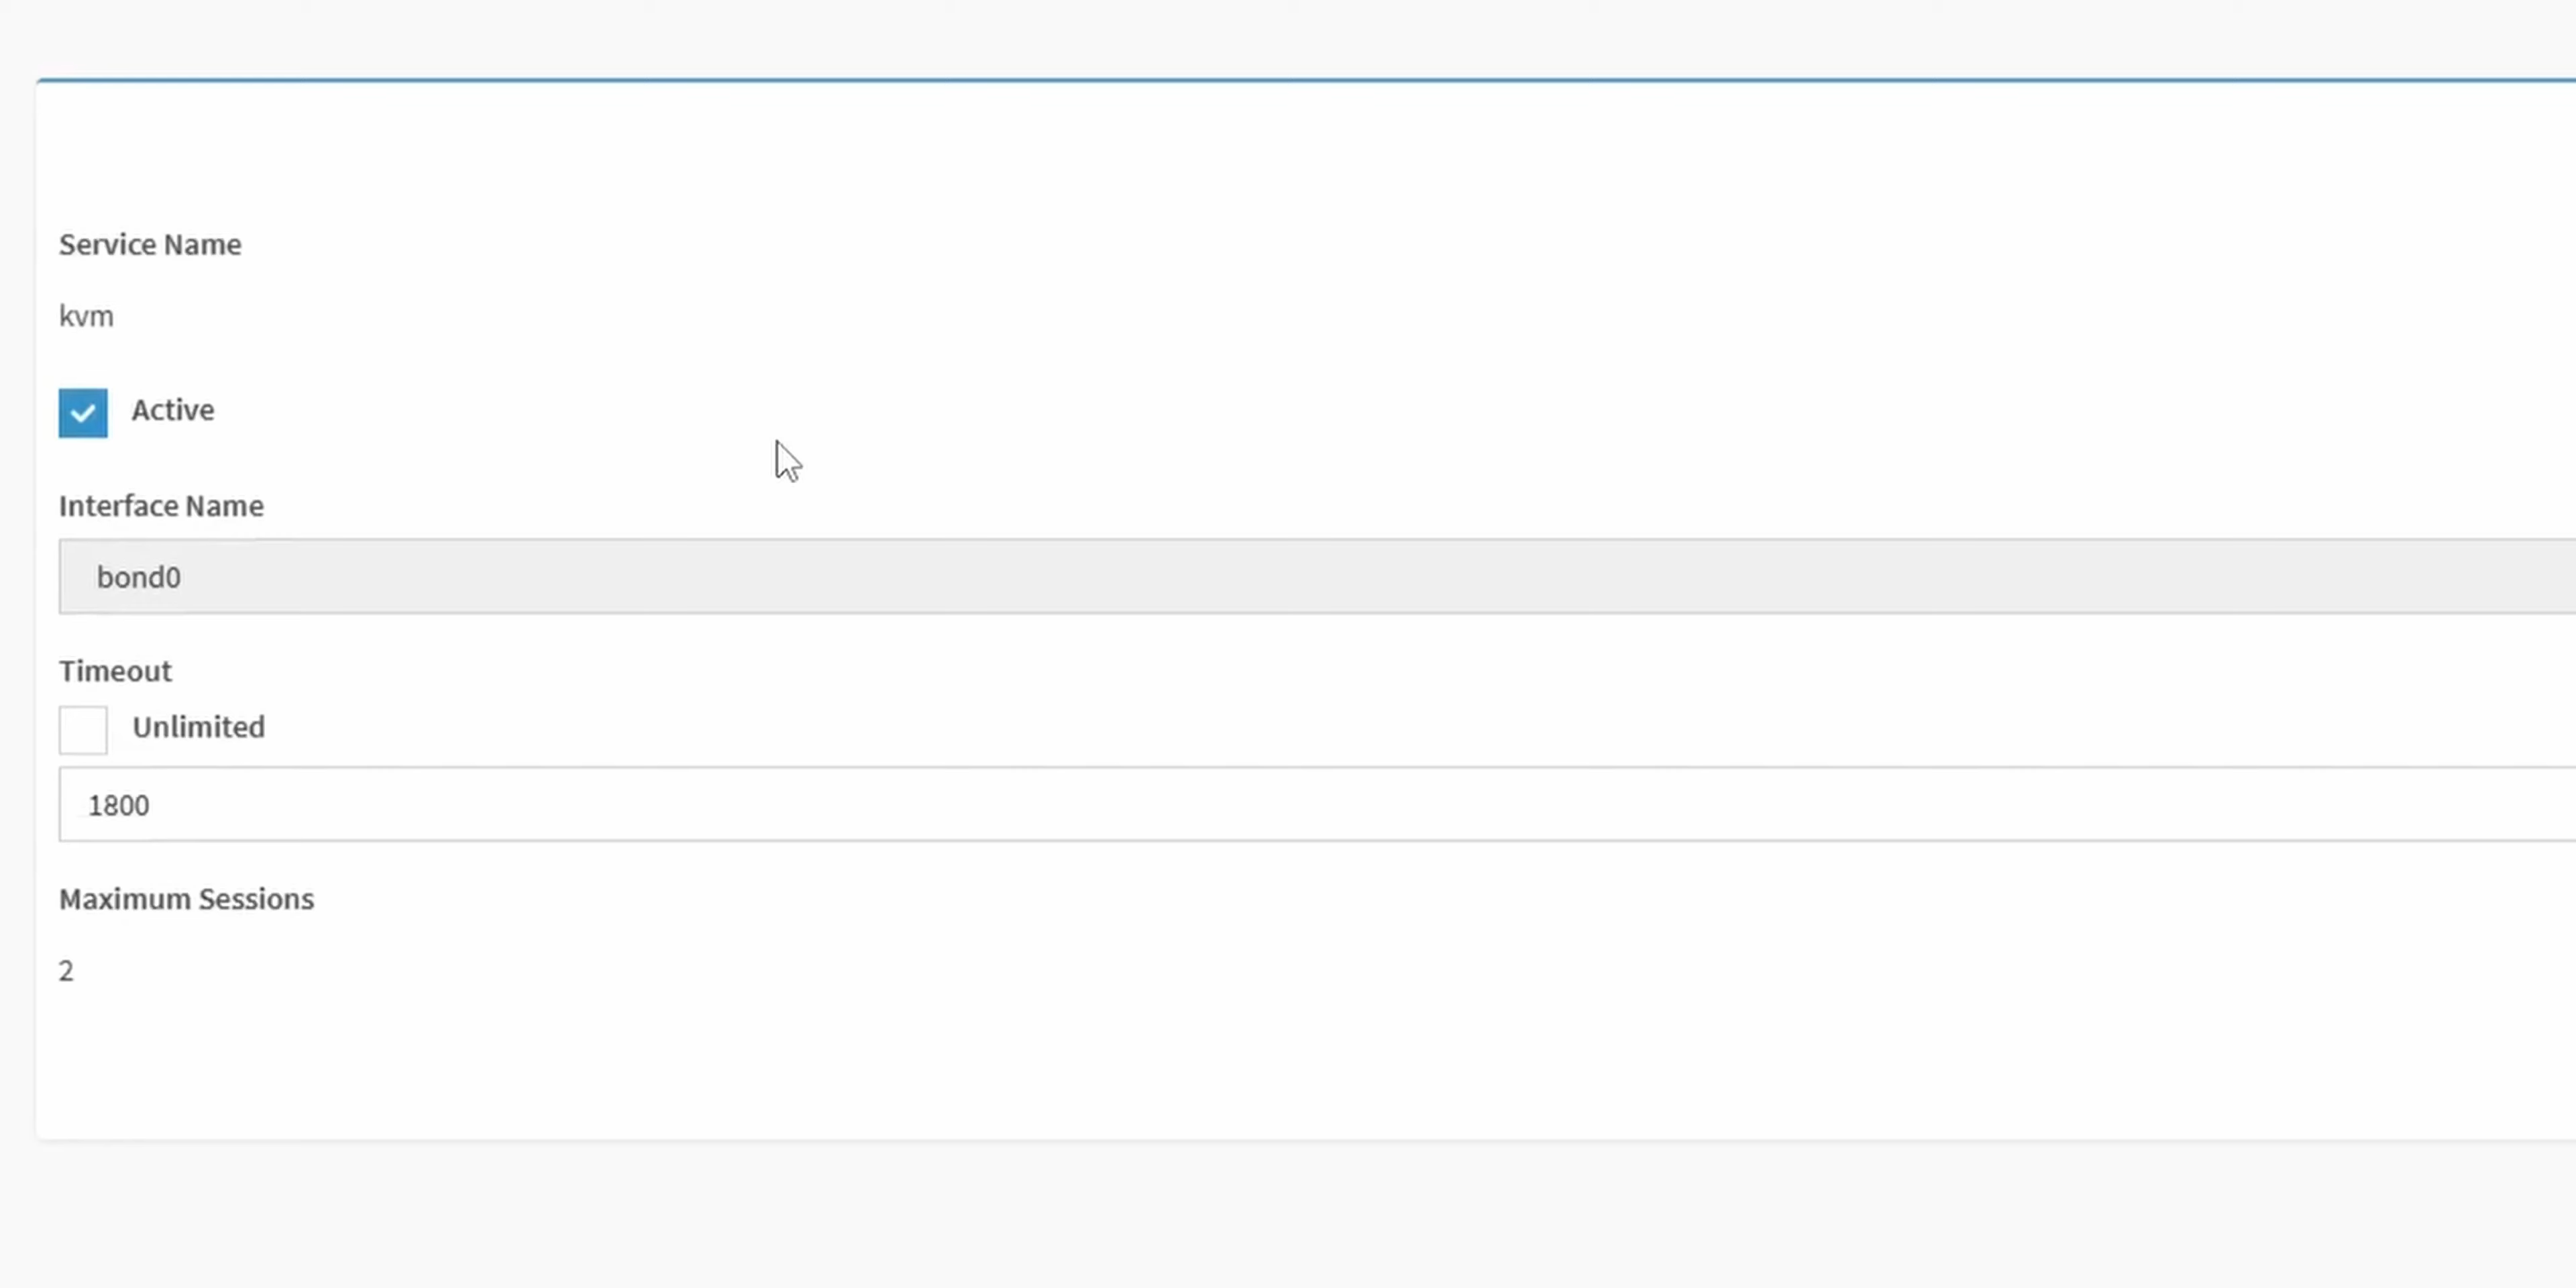 Service Name
kvm
Active
Interface Name
bond0
Timeout
Unlimited
1800
Maximum Sessions
2